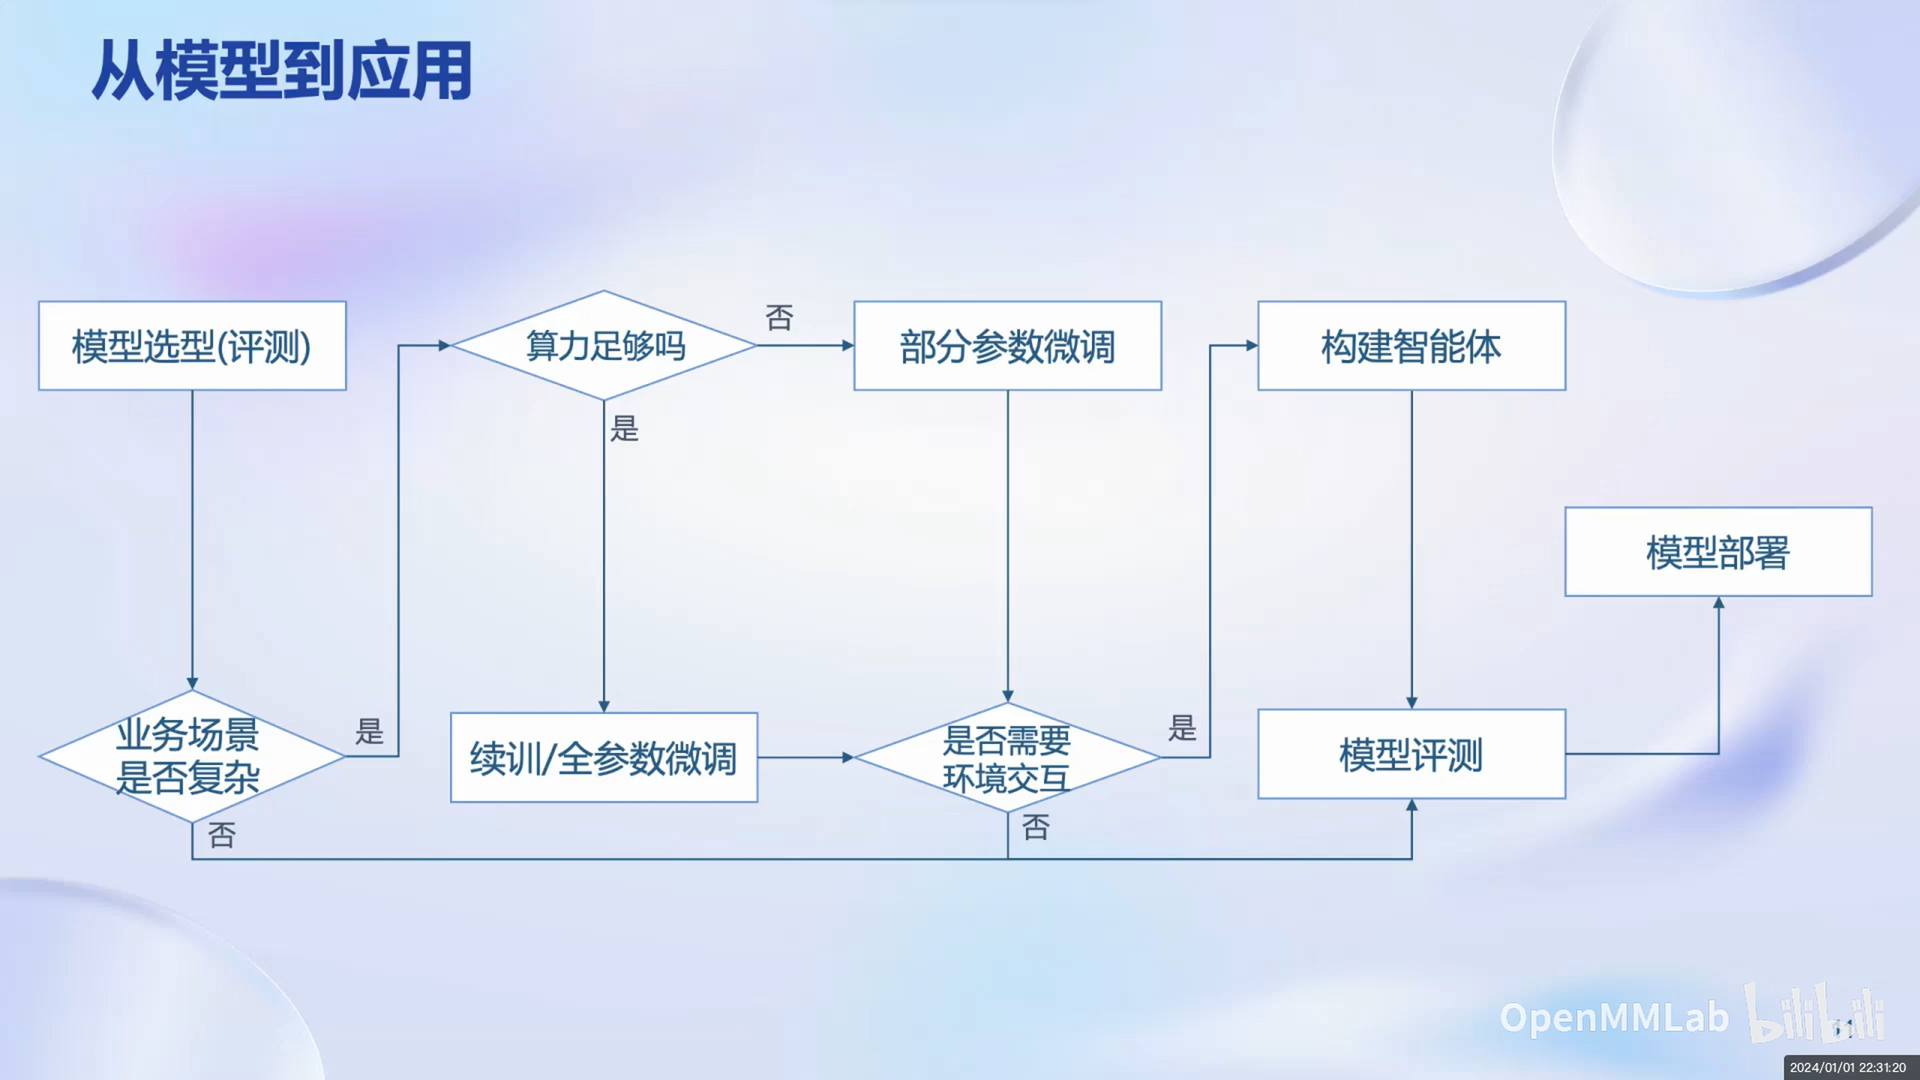 从模型到应用
模型选型(评测)
算力足够吗
否
部分参数微调
构建智能体
是
模型部署
业务场景
是否复杂
是
续训/全参数微调
是否需要
环境交互
是
模型评测
否
否
OpenMMLab
bilibili
2024/01/01 22:31:20